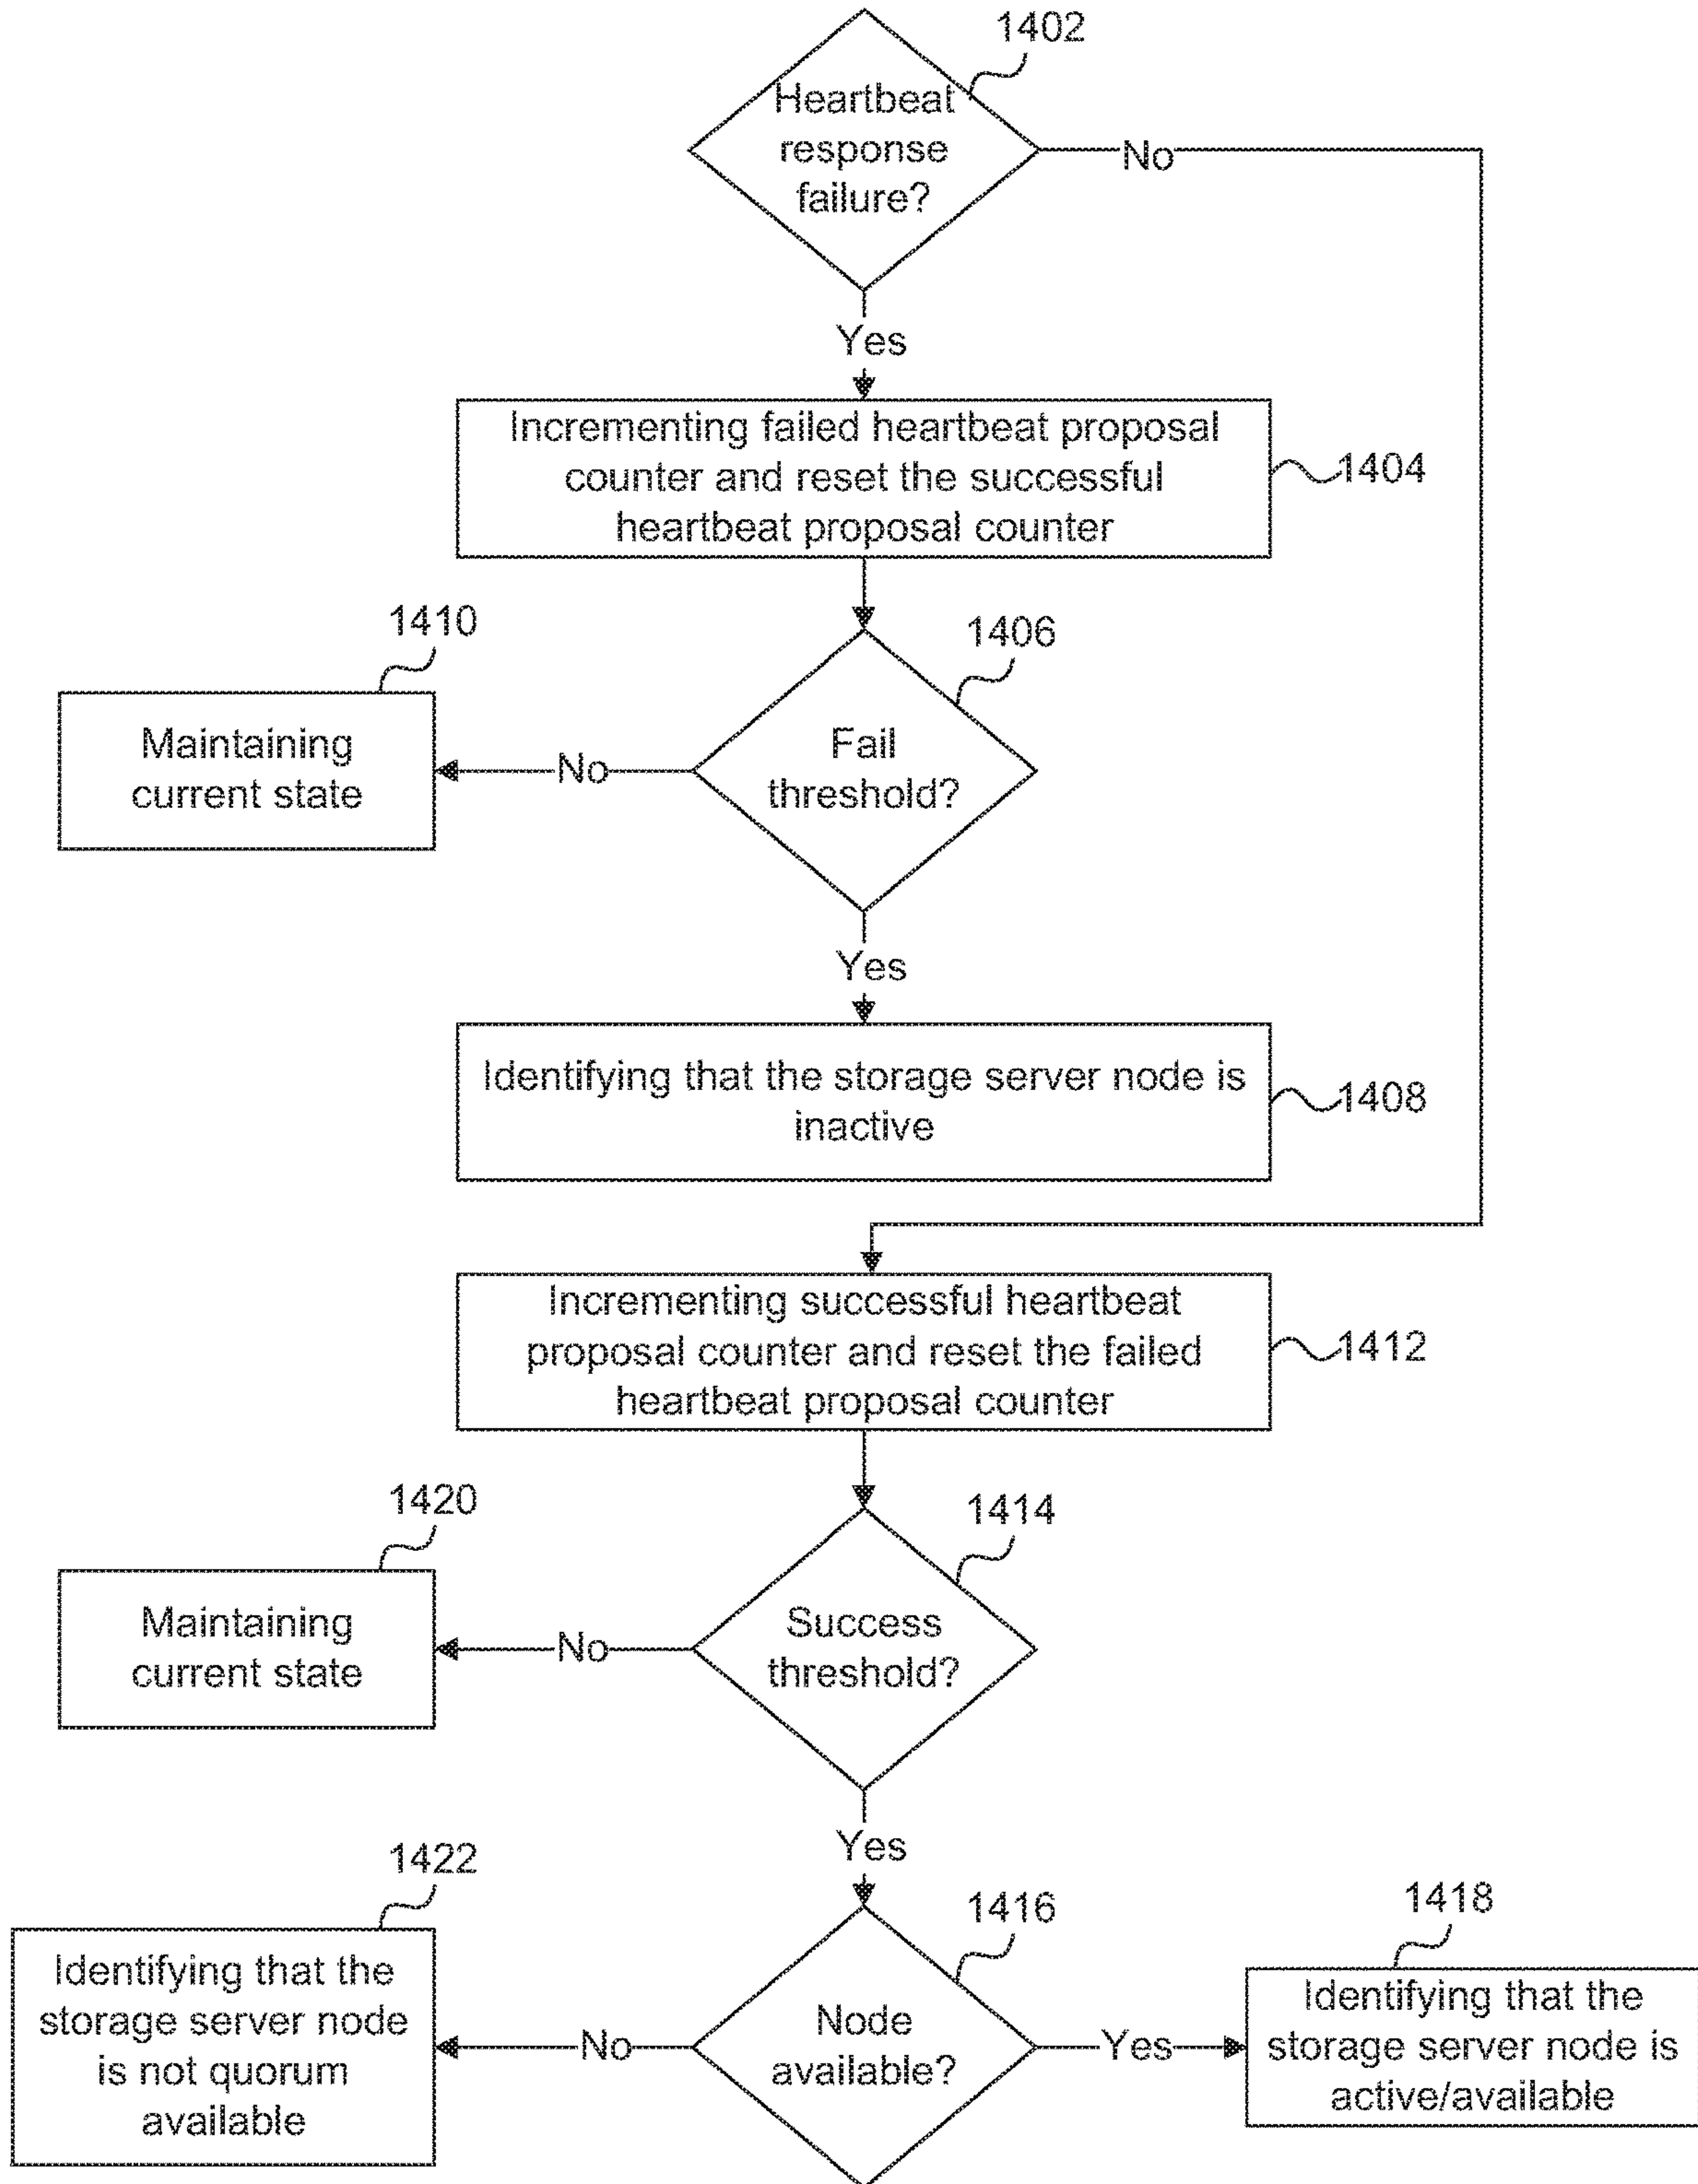 1402
Heartbeat
response
failure?
No
Yes
Incrementing failed heartbeat proposal
counter and reset the successful
heartbeat proposal counter
1404
1410
1406
Maintaining
current state
No
Fail
threshold?
Yes
Identifying that the storage server node is
inactive
1408
Incrementing successful heartbeat
proposal counter and reset the failed
heartbeat proposal counter
1412
1420
1414
Maintaining
current state
No
Success
threshold?
Yes
1422
1416
1418
Identifying that the
storage server node
is not quorum
available
No
Node
available?
Yes
Identifying that the
storage server node is
active/available